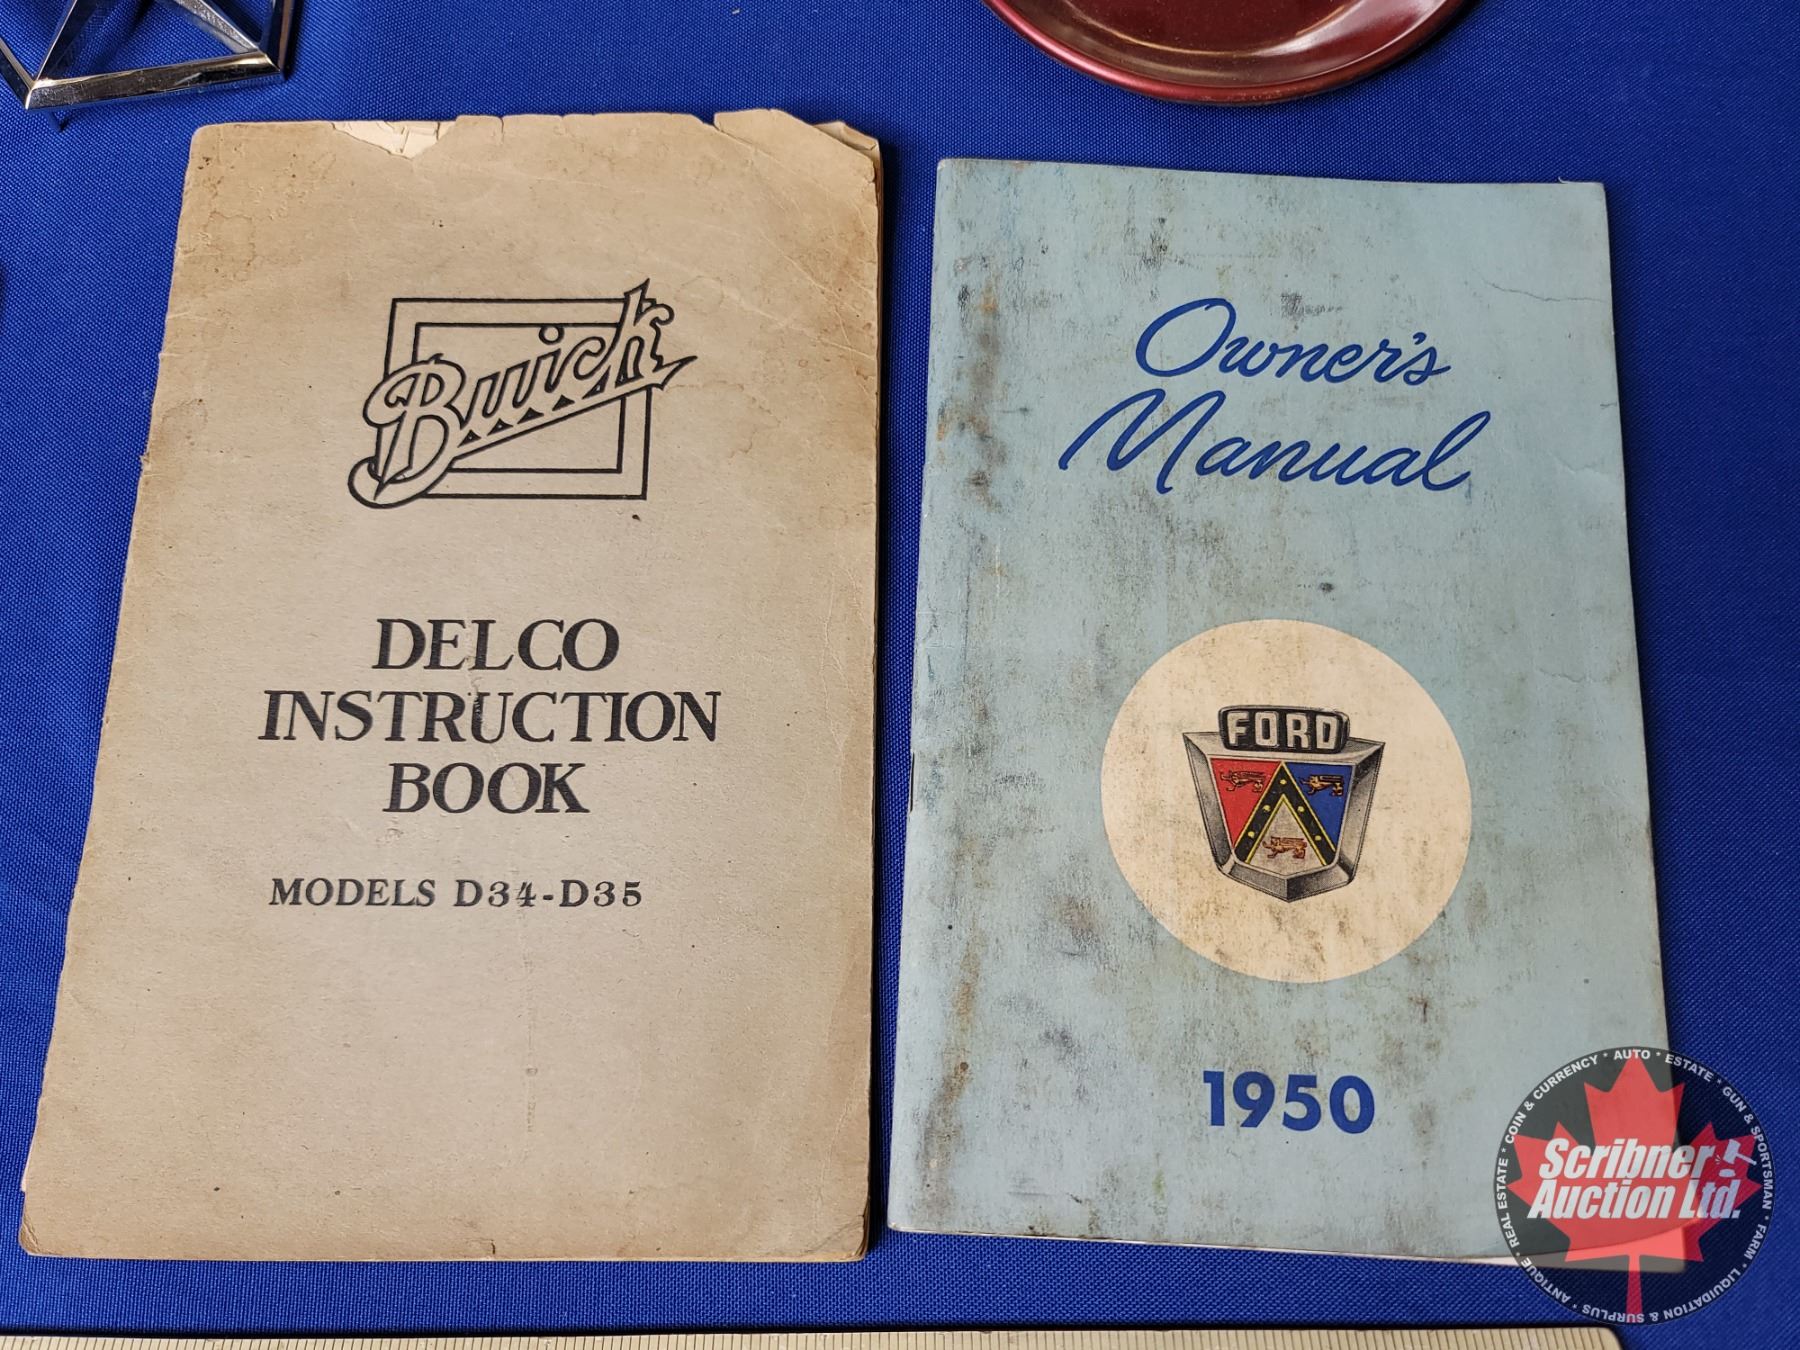 Buick
DELCO
INSTRUCTION
BOOK
MODELS D34-D35
Owner's
Manual
FORD
1950
Scribner
Auction Ltd.
ANTIQUE * REAL ESTATE * COIN & CURRENCY * AUTO * ESTATE * GUN & SPORTSMAN * FARM * LIQUIDATION & SURPLUS *